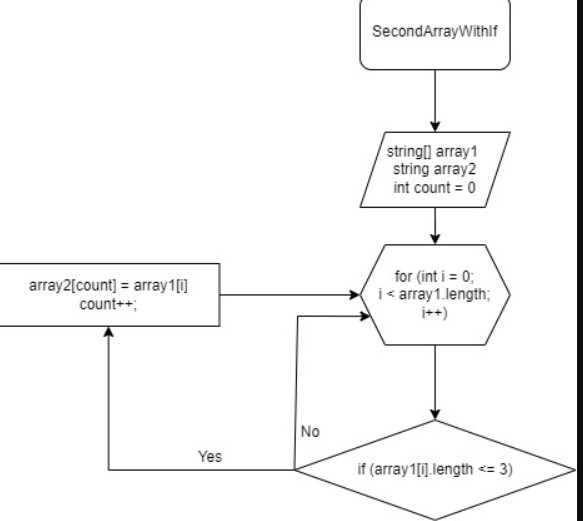 SecondArrayWithIf
string[] array1
string array2
int count = 0
for (int i = 0;
i < array1.length;
i++)
array2[count] = array1[i]
count++;
No
Yes
if (array1[i].length <= 3)